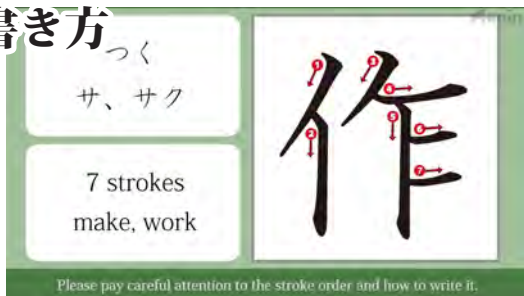 書き方
つく
サ、サク
7 strokes
make, work
作
Please pay careful attention to the stroke order and how to write it.